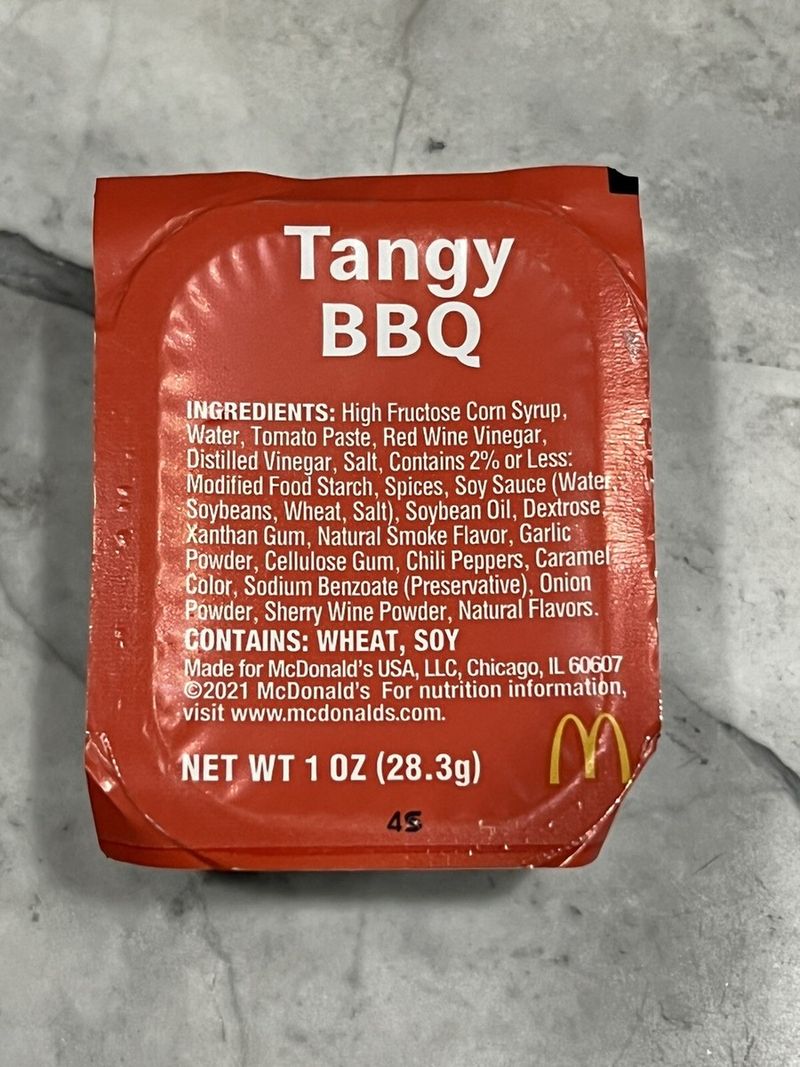 Tangy
BBQ
INGREDIENTS: High Fructose Corn Syrup,
Water, Tomato Paste, Red Wine Vinegar,
Distilled Vinegar, Salt, Contains 2% or Less:
Modified Food Starch, Spices, Soy Sauce (Water,
Soybeans, Wheat, Salt), Soybean Oil, Dextrose,
Xanthan Gum, Natural Smoke Flavor, Garlic
Powder, Cellulose Gum, Chili Peppers, Caramel
Color, Sodium Benzoate (Preservative), Onion
Powder, Sherry Wine Powder, Natural Flavors.
CONTAINS: WHEAT, SOY
Made for McDonald's USA, LLC, Chicago, IL 60607
©2021 McDonald's For nutrition information,
visit www.mcdonalds.com.
NET WT 1 OZ (28.3g)